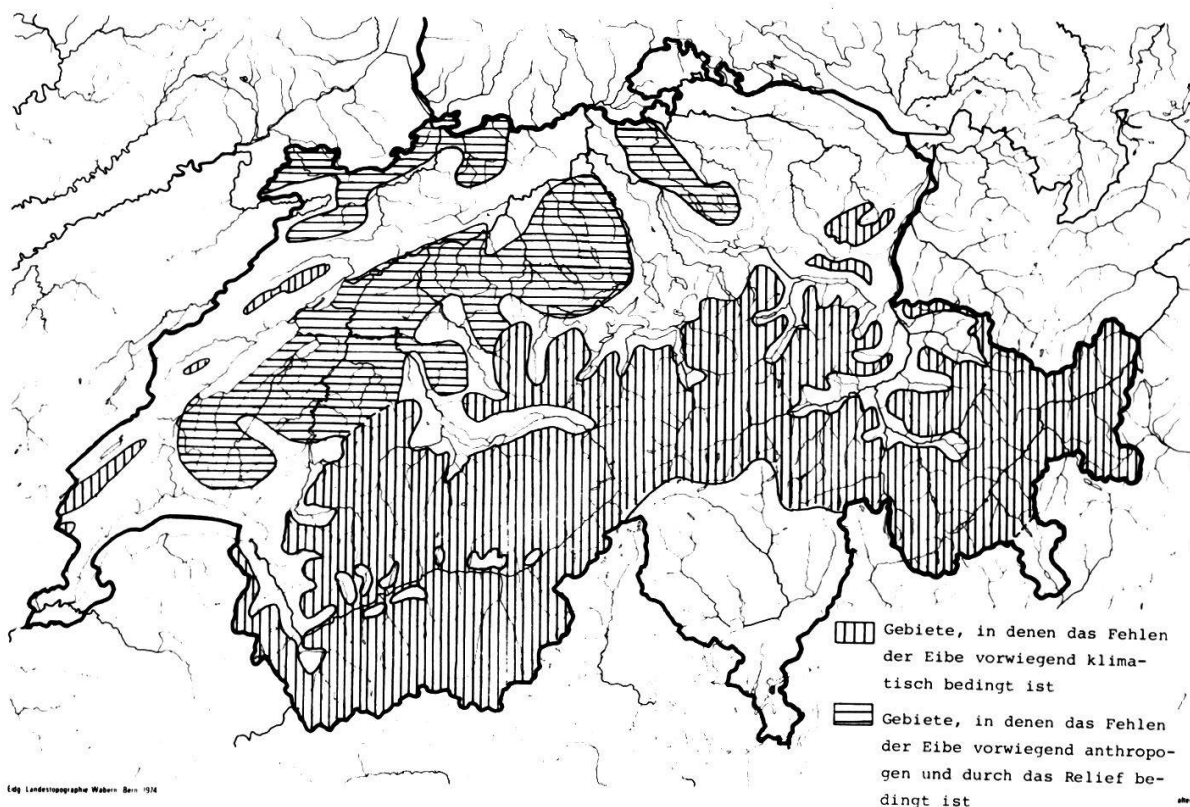 Gebiete, in denen das Fehlen
der Eibe vorwiegend klima-
tisch bedingt ist
Gebiete, in denen das Fehlen
der Eibe vorwiegend anthropo-
gen und durch das Relief be-
dingt ist
Edg Landestopographie Wabern Bern 1974